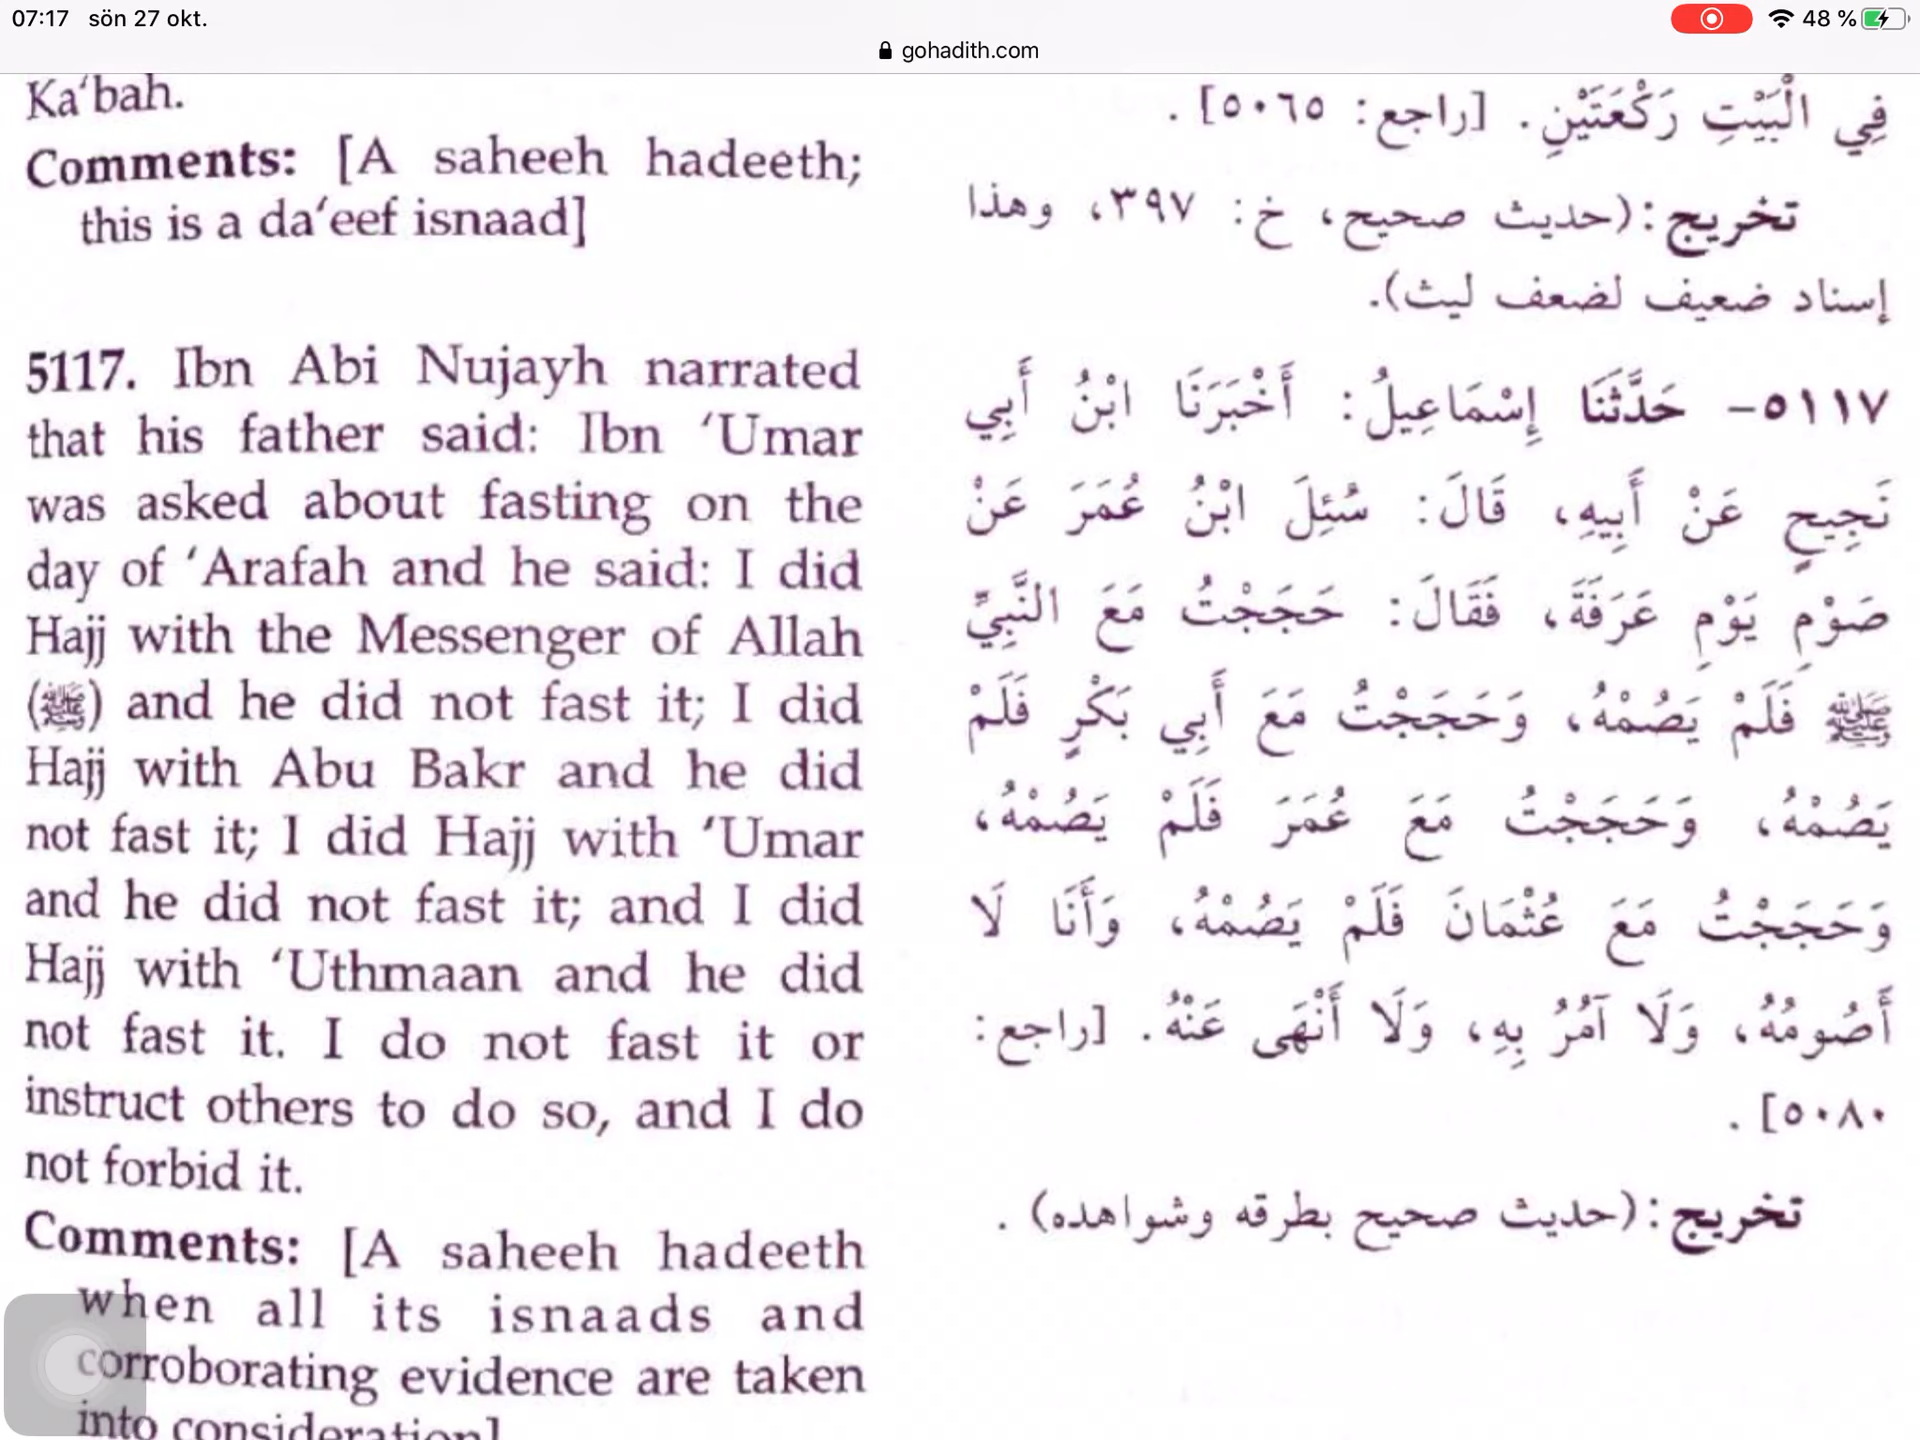 07:17 sön 27 okt.
48 %
gohadith.com
Ka‘bah.
Comments: [A saheeh hadeeth;
this is a da‘eef isnaad]
5117. Ibn Abi Nujayh narrated
that his father said: Ibn ‘Umar
was asked about fasting on the
day of ‘Arafah and he said: I did
Hajj with the Messenger of Allah
(ﷺ) and he did not fast it; I did
Hajj with Abu Bakr and he did
not fast it; I did Hajj with ‘Umar
and he did not fast it; and I did
Hajj with ‘Uthmaan and he did
not fast it. I do not fast it or
instruct others to do so, and I do
not forbid it.
Comments: [A saheeh hadeeth
when all its isnaads and
corroborating evidence are taken
into consideration]
فِي الْبَيْتِ رَكْعَتَيْنِ. [راجع: ٥٠٦٥].
تخريج: (حديث صحيح، خ: ٣٩٧، وهذا
إسناد ضعيف لضعف ليث).
٥١١٧- حَدَّثَنَا إِسْمَاعِيلُ: أَخْبَرَنَا ابْنُ أَبِي
نَجِيحٍ عَنْ أَبِيهِ، قَالَ: سُئِلَ ابْنُ عُمَرَ عَنْ
صَوْمِ يَوْمِ عَرَفَةَ، فَقَالَ: حَجَجْتُ مَعَ النَّبِيِّ
ﷺ فَلَمْ يَصُمْهُ، وَحَجَجْتُ مَعَ أَبِي بَكْرٍ فَلَمْ
يَصُمْهُ، وَحَجَجْتُ مَعَ عُمَرَ فَلَمْ يَصُمْهُ،
وَحَجَجْتُ مَعَ عُثْمَانَ فَلَمْ يَصُمْهُ، وَأَنَا لَا
أَصُومُهُ، وَلَا آمُرُ بِهِ، وَلَا أَنْهَى عَنْهُ. [راجع:
٥٠٨٠].
تخريج: (حديث صحيح بطرقه وشواهده).